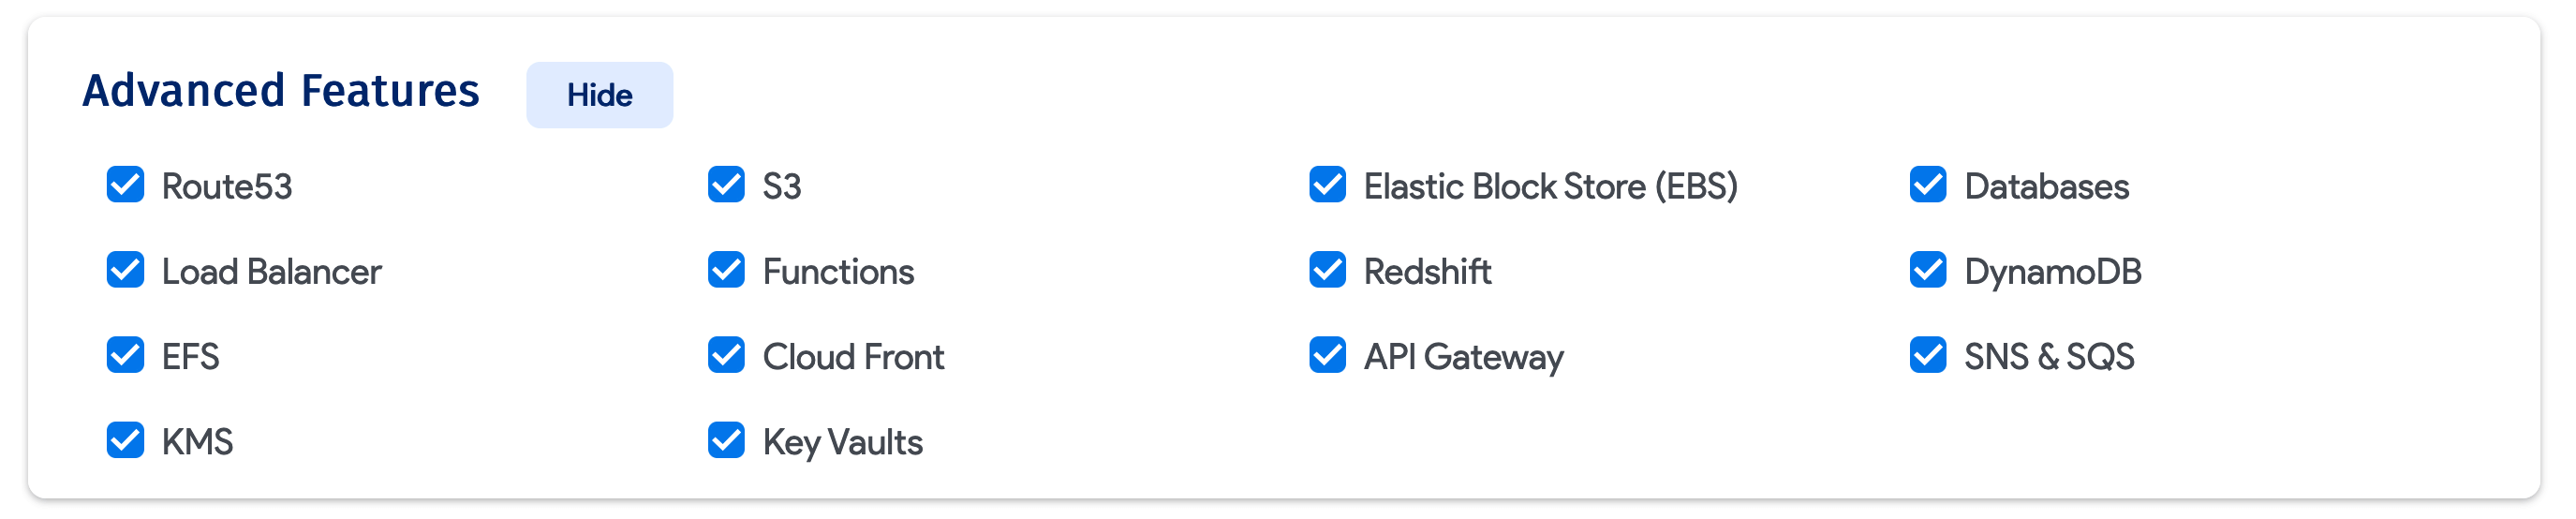 Advanced Features Hide
Route53 S3 Elastic Block Store (EBS) Databases
Load Balancer Functions Redshift DynamoDB
EFS Cloud Front API Gateway SNS & SQS
KMS Key Vaults